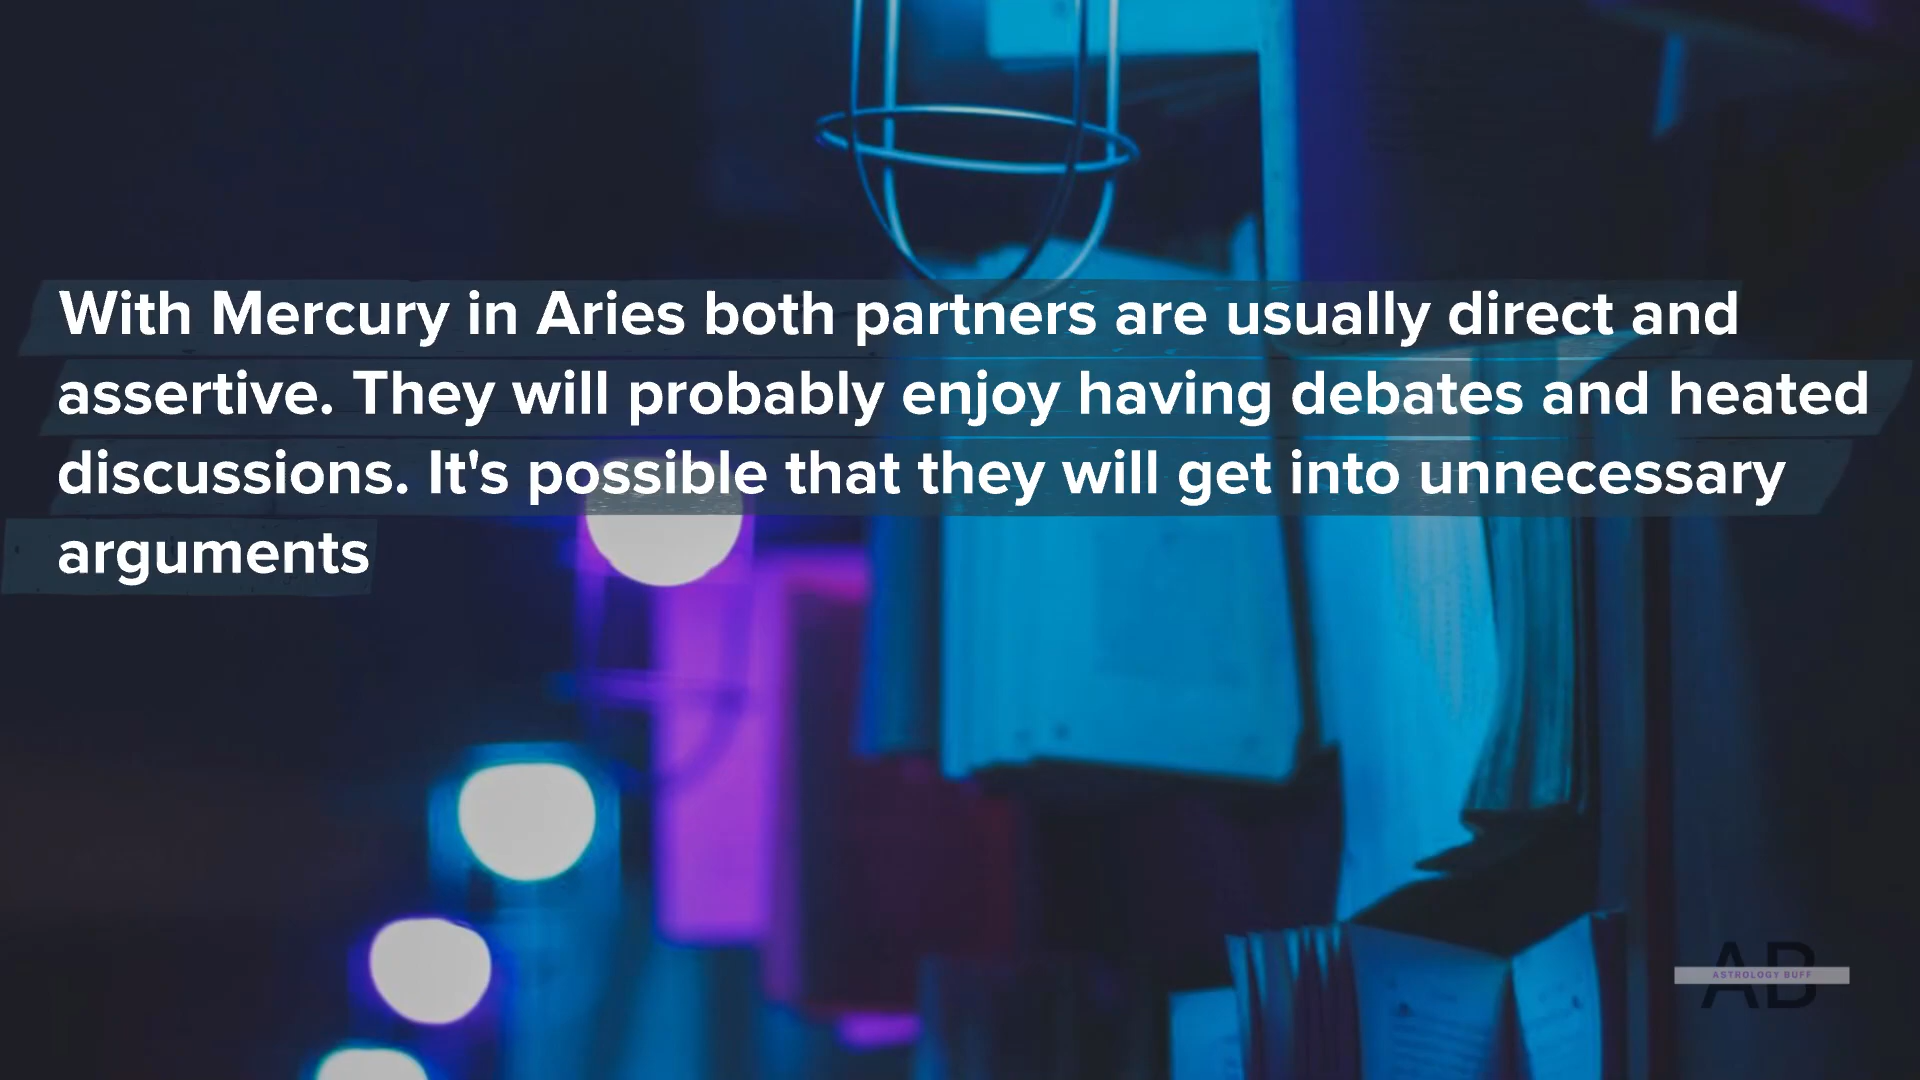 With Mercury in Aries both partners are usually direct and
assertive. They will probably enjoy having debates and heated
discussions. It's possible that they will get into unnecessary
arguments
AB
ASTROLOGY BUFF